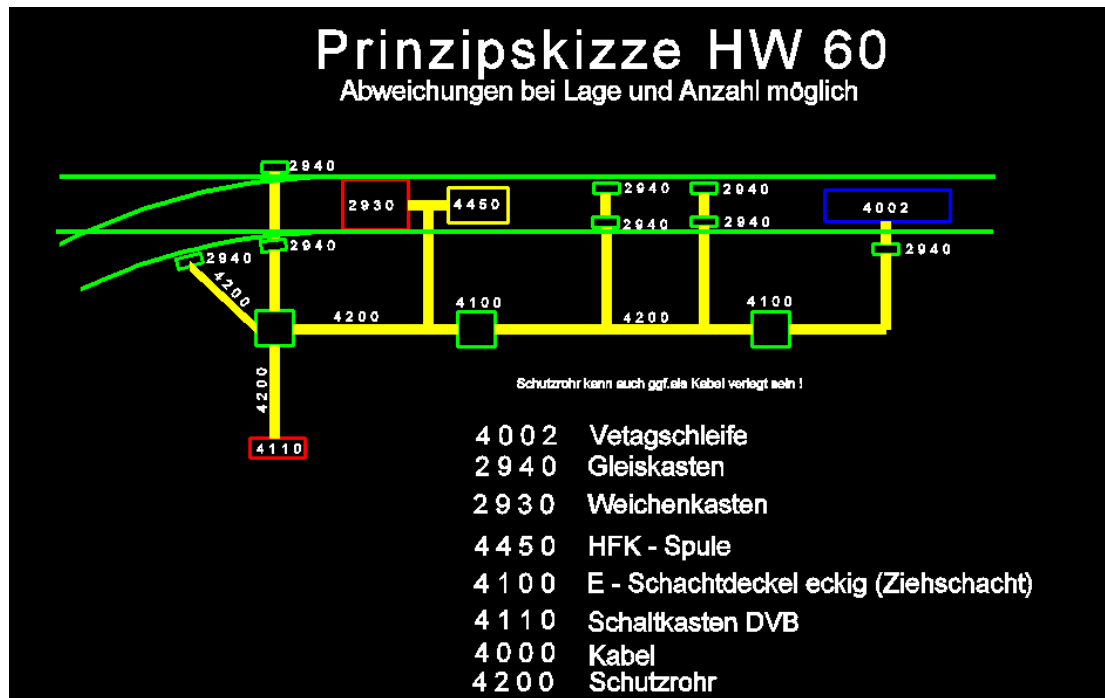 Prinzipskizze HW 60
Abweichungen bei Lage und Anzahl möglich
2940
2940
2940
2930
4450
4002
2940
2940
2940
2940
2940
4200
4100
4100
4200
4200
4200
4110
Schutzrohr kann auch ggf.als Kabel verlegt sein !
4002 Vetagschleife
2940 Gleiskasten
2930 Weichenkasten
4450 HFK - Spule
4100 E - Schachtdeckel eckig (Ziehschacht)
4110 Schaltkasten DVB
4000 Kabel
4200 Schutzrohr